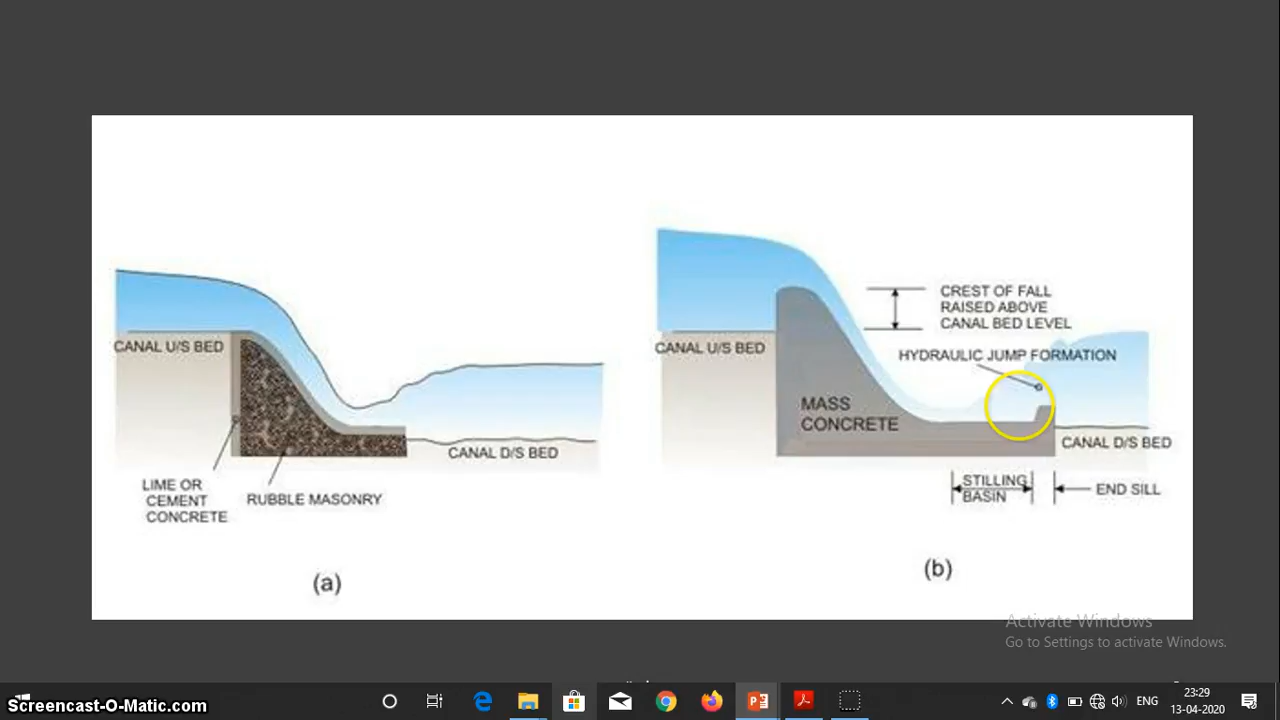 CANAL U/S BED
LIME OR
CEMENT
CONCRETE
RUBBLE MASONRY
CANAL D/S BED
(a)
CREST OF FALL
RAISED ABOVE
CANAL BED LEVEL
CANAL U/S BED
HYDRAULIC JUMP FORMATION
MASS
CONCRETE
CANAL D/S BED
STILLING
BASIN
END SILL
(b)
Activate Windows
Go to Settings to activate Windows.
Screencast-O-Matic.com
ENG
23:29
13-04-2020